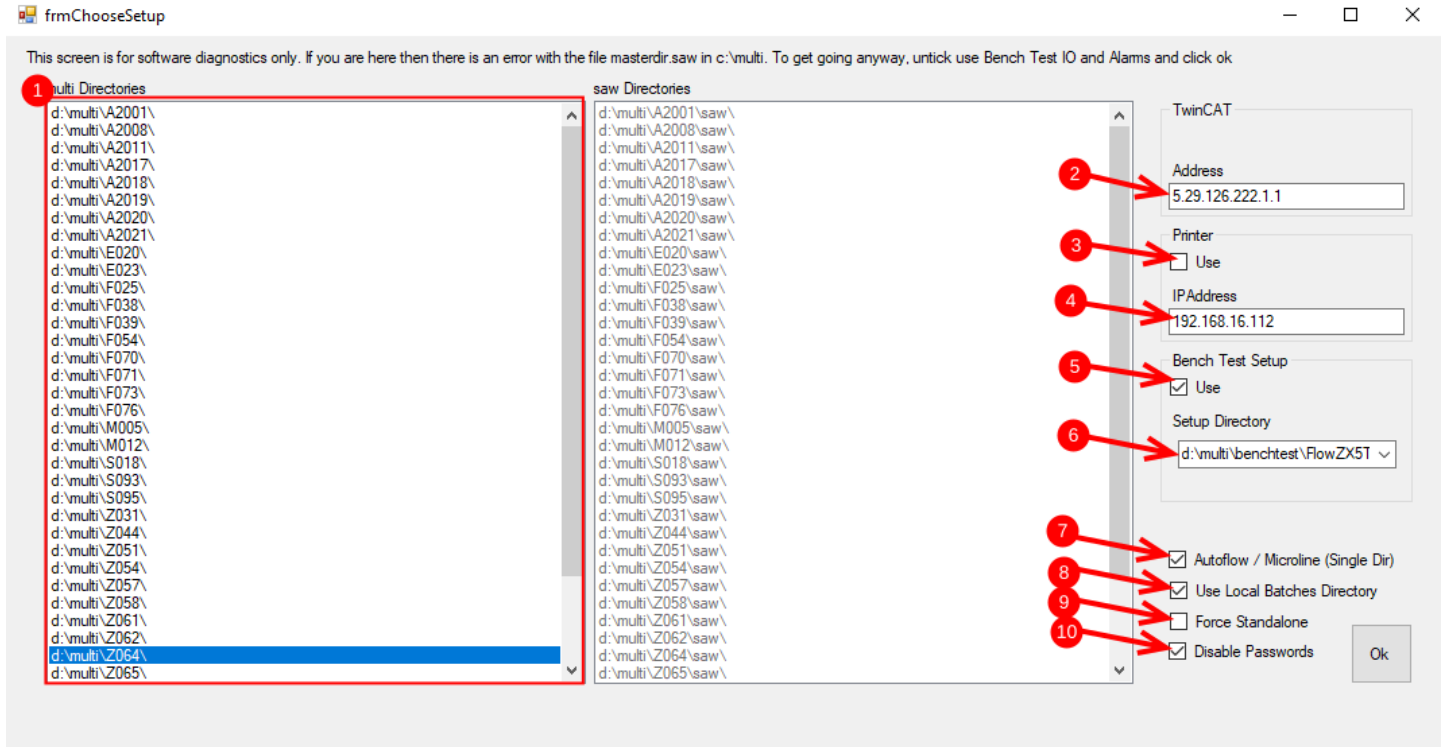 frmChooseSetup
This screen is for software diagnostics only. If you are here then there is an error with the file masterdir.saw in c:\multi. To get going anyway, untick use Bench Test IO and Alarms and click ok
1
multi Directories
d:\multi\A2001\
d:\multi\A2008\
d:\multi\A2011\
d:\multi\A2017\
d:\multi\A2018\
d:\multi\A2019\
d:\multi\A2020\
d:\multi\A2021\
d:\multi\E020\
d:\multi\E023\
d:\multi\F025\
d:\multi\F038\
d:\multi\F039\
d:\multi\F054\
d:\multi\F070\
d:\multi\F071\
d:\multi\F073\
d:\multi\F076\
d:\multi\M005\
d:\multi\M012\
d:\multi\S018\
d:\multi\S093\
d:\multi\S095\
d:\multi\Z031\
d:\multi\Z044\
d:\multi\Z051\
d:\multi\Z054\
d:\multi\Z057\
d:\multi\Z058\
d:\multi\Z061\
d:\multi\Z062\
d:\multi\Z064\
d:\multi\Z065\
saw Directories
d:\multi\A2001\saw\
d:\multi\A2008\saw\
d:\multi\A2011\saw\
d:\multi\A2017\saw\
d:\multi\A2018\saw\
d:\multi\A2019\saw\
d:\multi\A2020\saw\
d:\multi\A2021\saw\
d:\multi\E020\saw\
d:\multi\E023\saw\
d:\multi\F025\saw\
d:\multi\F038\saw\
d:\multi\F039\saw\
d:\multi\F054\saw\
d:\multi\F070\saw\
d:\multi\F071\saw\
d:\multi\F073\saw\
d:\multi\F076\saw\
d:\multi\M005\saw\
d:\multi\M012\saw\
d:\multi\S018\saw\
d:\multi\S093\saw\
d:\multi\S095\saw\
d:\multi\Z031\saw\
d:\multi\Z044\saw\
d:\multi\Z051\saw\
d:\multi\Z054\saw\
d:\multi\Z057\saw\
d:\multi\Z058\saw\
d:\multi\Z061\saw\
d:\multi\Z062\saw\
d:\multi\Z064\saw\
d:\multi\Z065\saw\
TwinCAT
Address
2
5.29.126.222.1.1
Printer
3
Use
IPAddress
4
192.168.16.112
Bench Test Setup
5
Use
Setup Directory
6
d:\multi\benchtest\FlowZX5T
7
Autoflow / Microline (Single Dir)
8
Use Local Batches Directory
9
Force Standalone
10
Disable Passwords
Ok